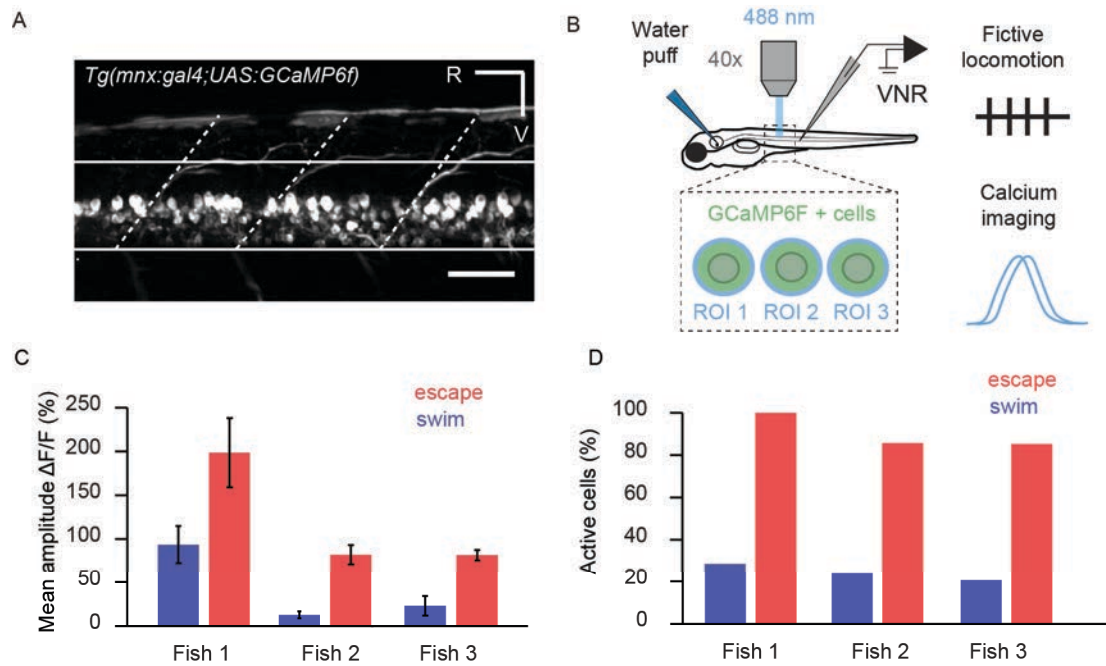 A
Tg(mnx:gal4;UAS:GCaMP6f)
R
V
B
488 nm
Water
puff
40x
VNR
GCaMP6F + cells
ROI 1 ROI 2 ROI 3
Fictive
locomotion
Calcium
imaging
C
escape
swim
Mean amplitude ΔF/F (%)
250
200
150
100
50
0
Fish 1 Fish 2 Fish 3
D
escape
swim
Active cells (%)
100
80
60
40
20
0
Fish 1 Fish 2 Fish 3